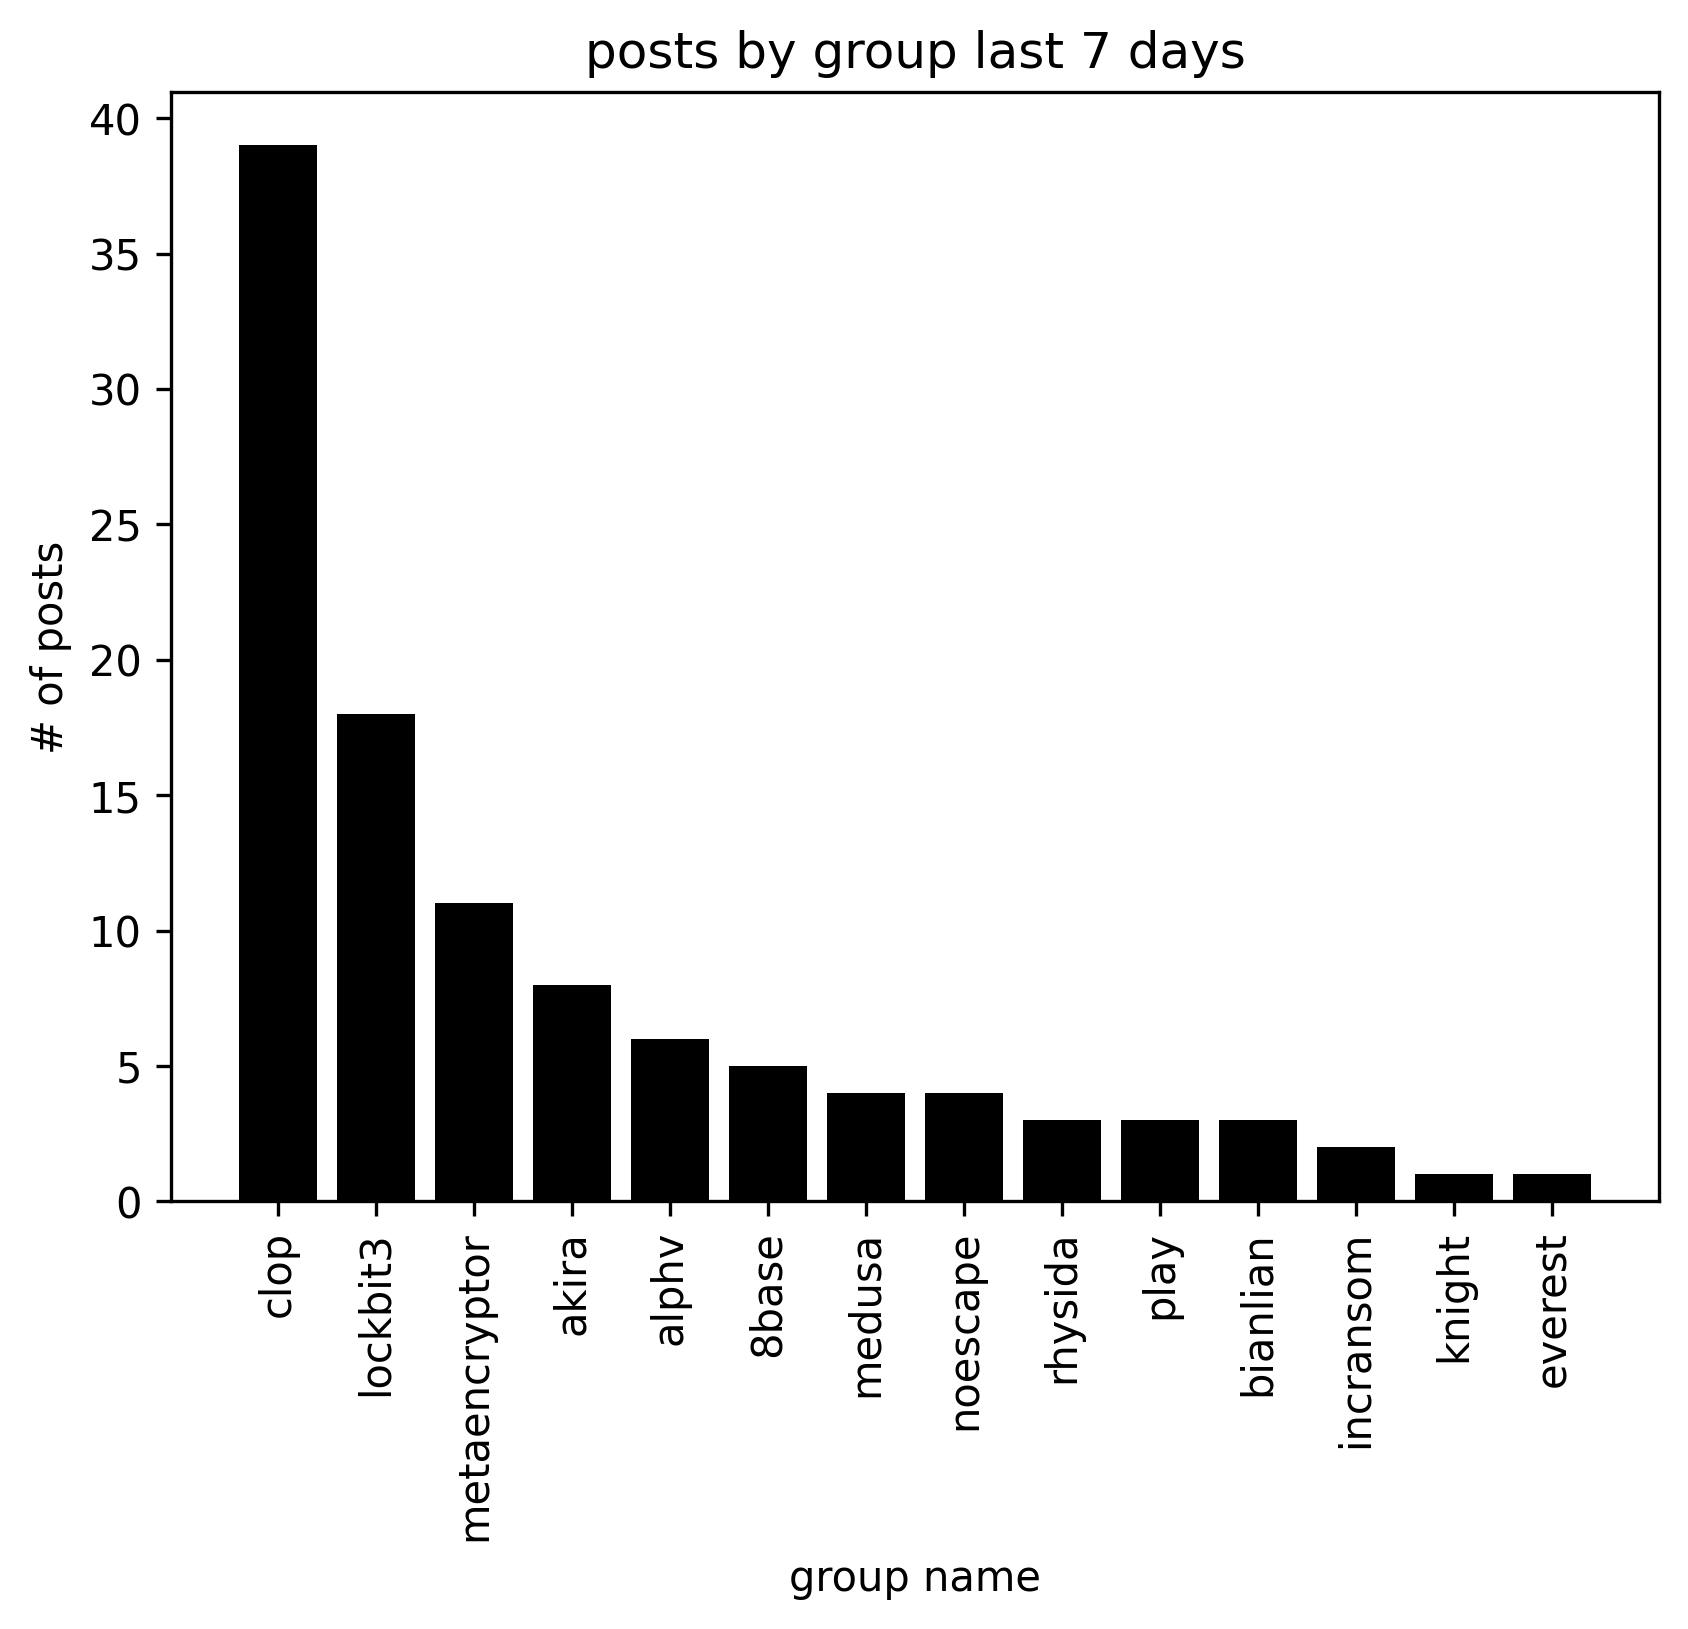 posts by group last 7 days
# of posts
40
35
30
25
20
15
10
5
0
clop
lockbit3
metaencryptor
akira
alphv
8base
medusa
noescape
rhysida
play
bianlian
incransom
knight
everest
group name